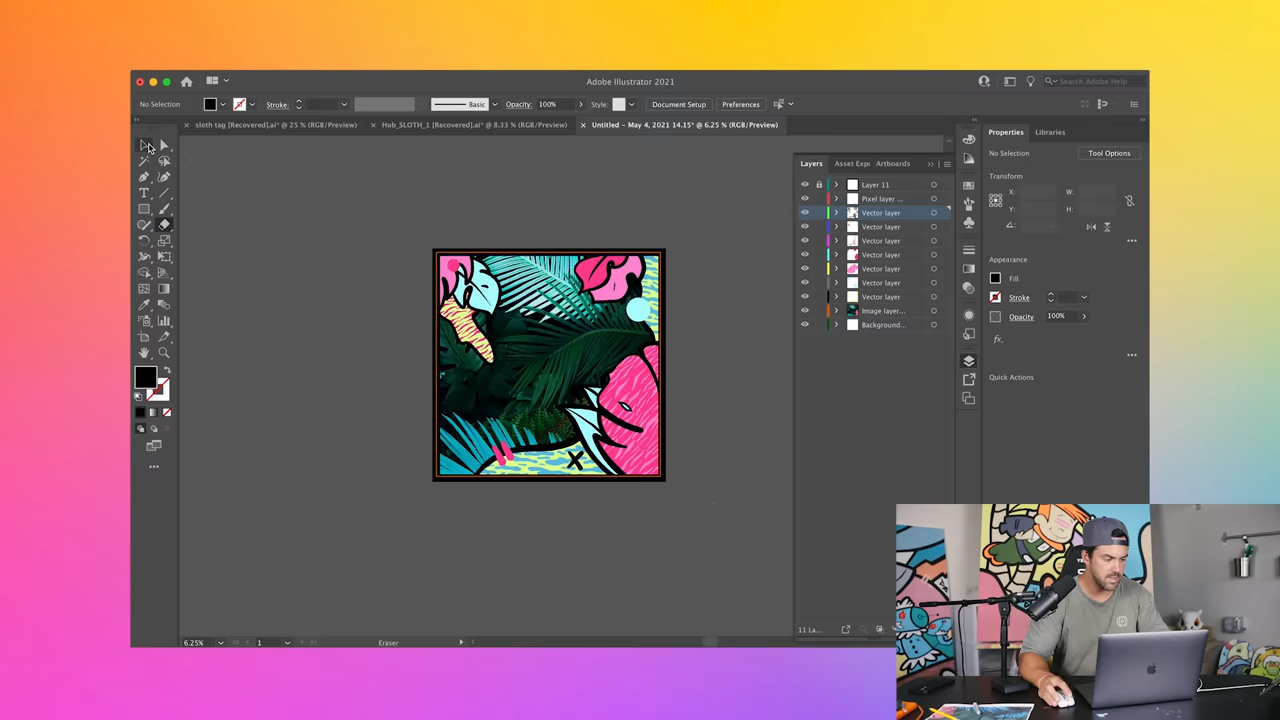 Adobe Illustrator 2021
Search Adobe Help
No Selection
Stroke:
Basic
Opacity:
100%
Style:
Document Setup
Preferences
sloth tag [Recovered].ai* @ 25 % (RGB/Preview)
Hub_SLOTH_1 [Recovered].ai* @ 8.33 % (RGB/Preview)
Untitled – May 4, 2021 14.15* @ 6.25 % (RGB/Preview)
Layers
Asset Exp
Artboards
Layer 11
Pixel layer ...
Vector layer
Vector layer
Vector layer
Vector layer
Vector layer
Vector layer
Vector layer
Image layer...
Background...
11 La...
Properties
Libraries
No Selection
Tool Options
Transform
X:
W:
Y:
H:
Appearance
Fill
Stroke
Opacity
100%
fx.
Quick Actions
6.25%
1
Eraser